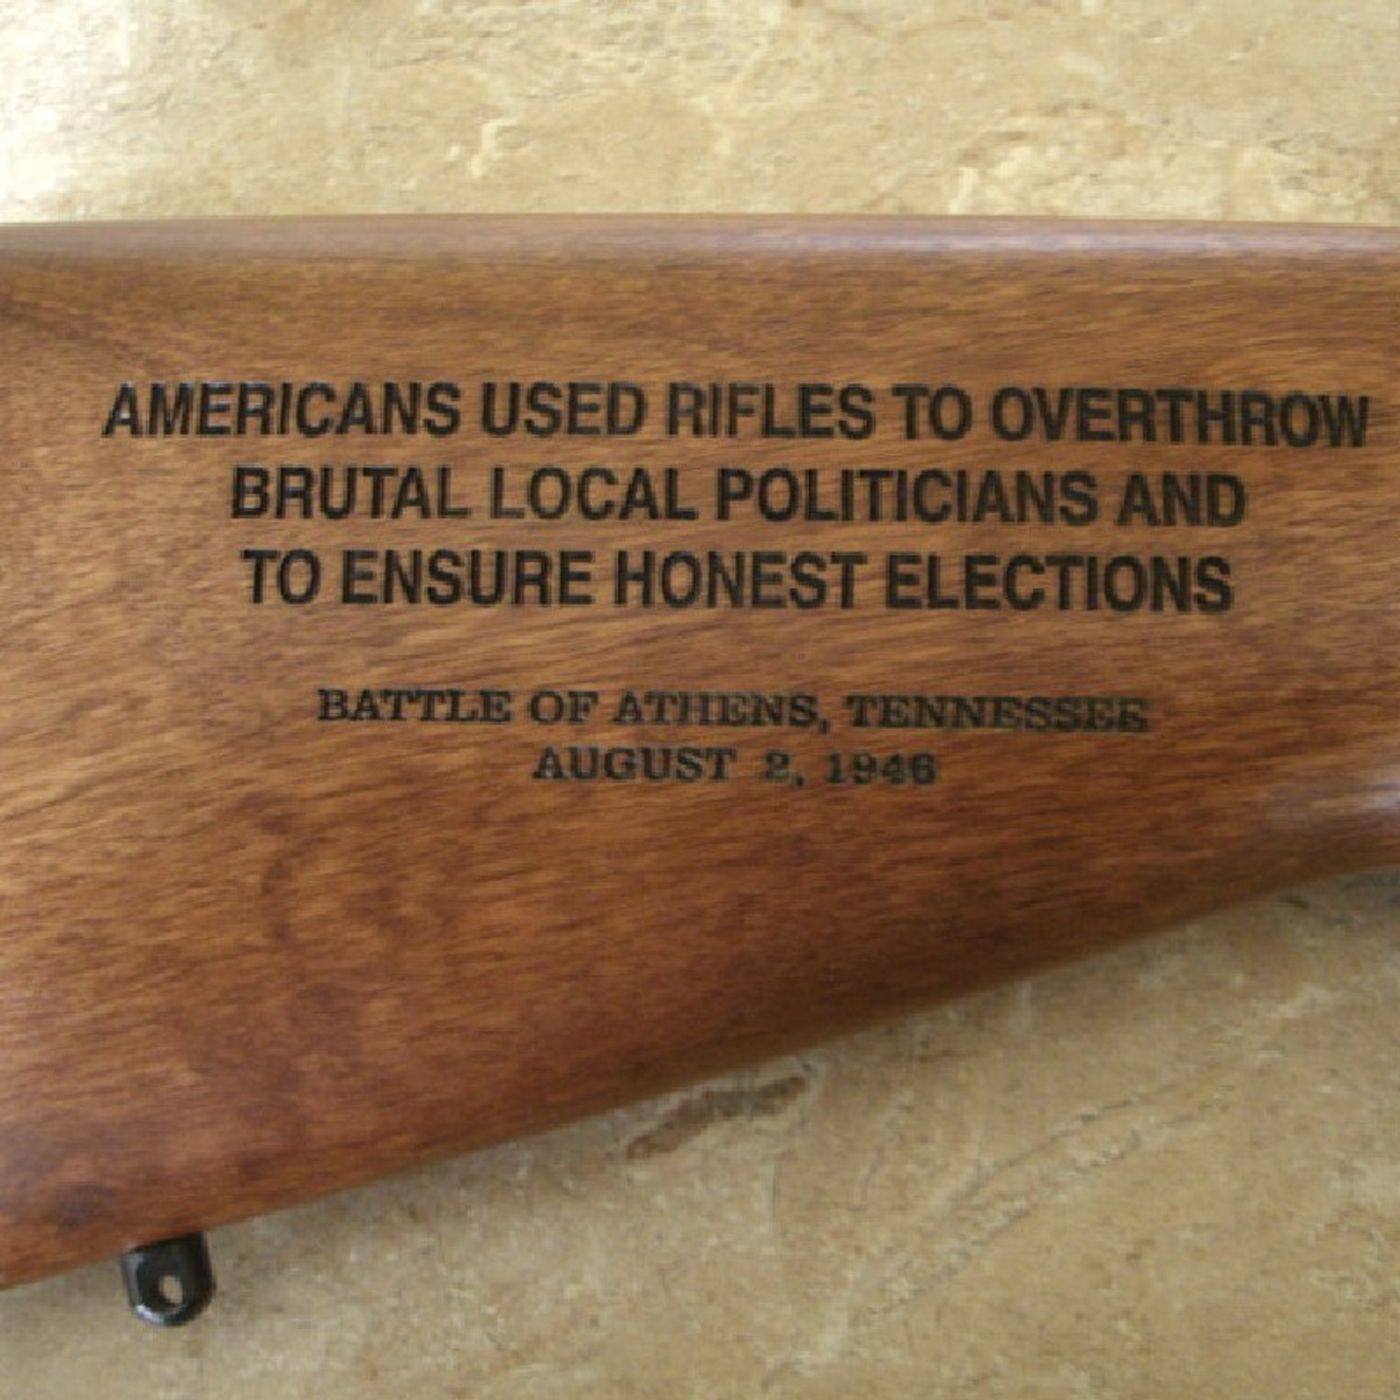 AMERICANS USED RIFLES TO OVERTHROW
BRUTAL LOCAL POLITICIANS AND
TO ENSURE HONEST ELECTIONS
BATTLE OF ATHENS, TENNESSEE
AUGUST 2, 1946